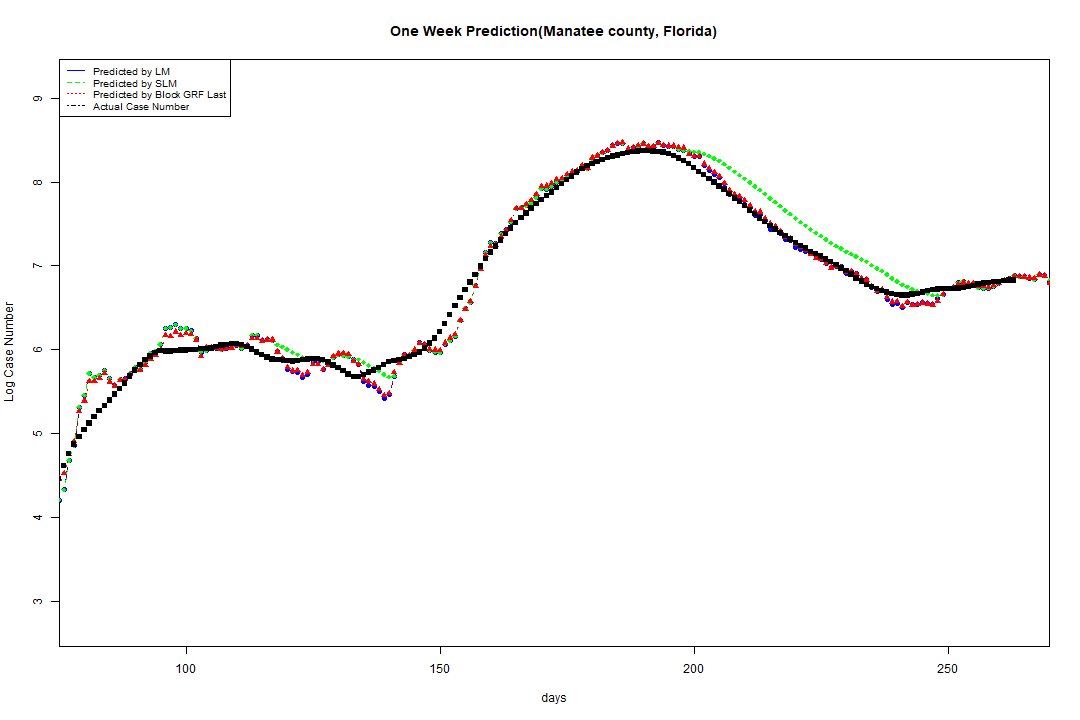 One Week Prediction(Manatee county, Florida)
Predicted by LM
Predicted by SLM
Predicted by Block GRF Last
Actual Case Number
9
8
7
6
5
4
3
Log Case Number
100
150
200
250
days